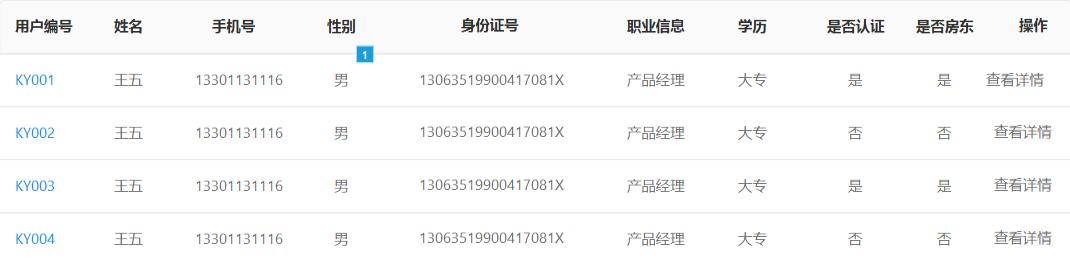 用户编号 姓名 手机号 性别 身份证号 职业信息 学历 是否认证 是否房东 操作
1
KY001 王五 13301131116 男 13063519900417081X 产品经理 大专 是 是 查看详情
KY002 王五 13301131116 男 13063519900417081X 产品经理 大专 否 否 查看详情
KY003 王五 13301131116 男 13063519900417081X 产品经理 大专 是 是 查看详情
KY004 王五 13301131116 男 13063519900417081X 产品经理 大专 否 否 查看详情